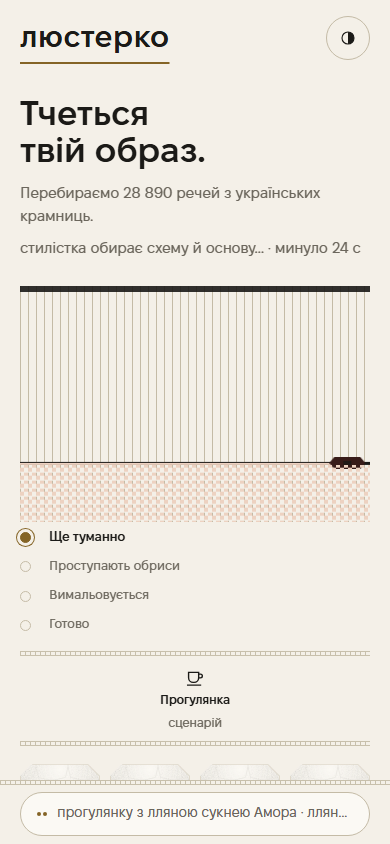 люстерко
Тчеться
твій образ.
Перебираємо 28 890 речей з українських
крамниць.
стилістка обирає схему й основу... · минуло 24 с
Ще туманно
Проступають обриси
Вимальовується
Готово
Прогулянка
сценарій
прогулянку з лляною сукнею Амора · ллян...